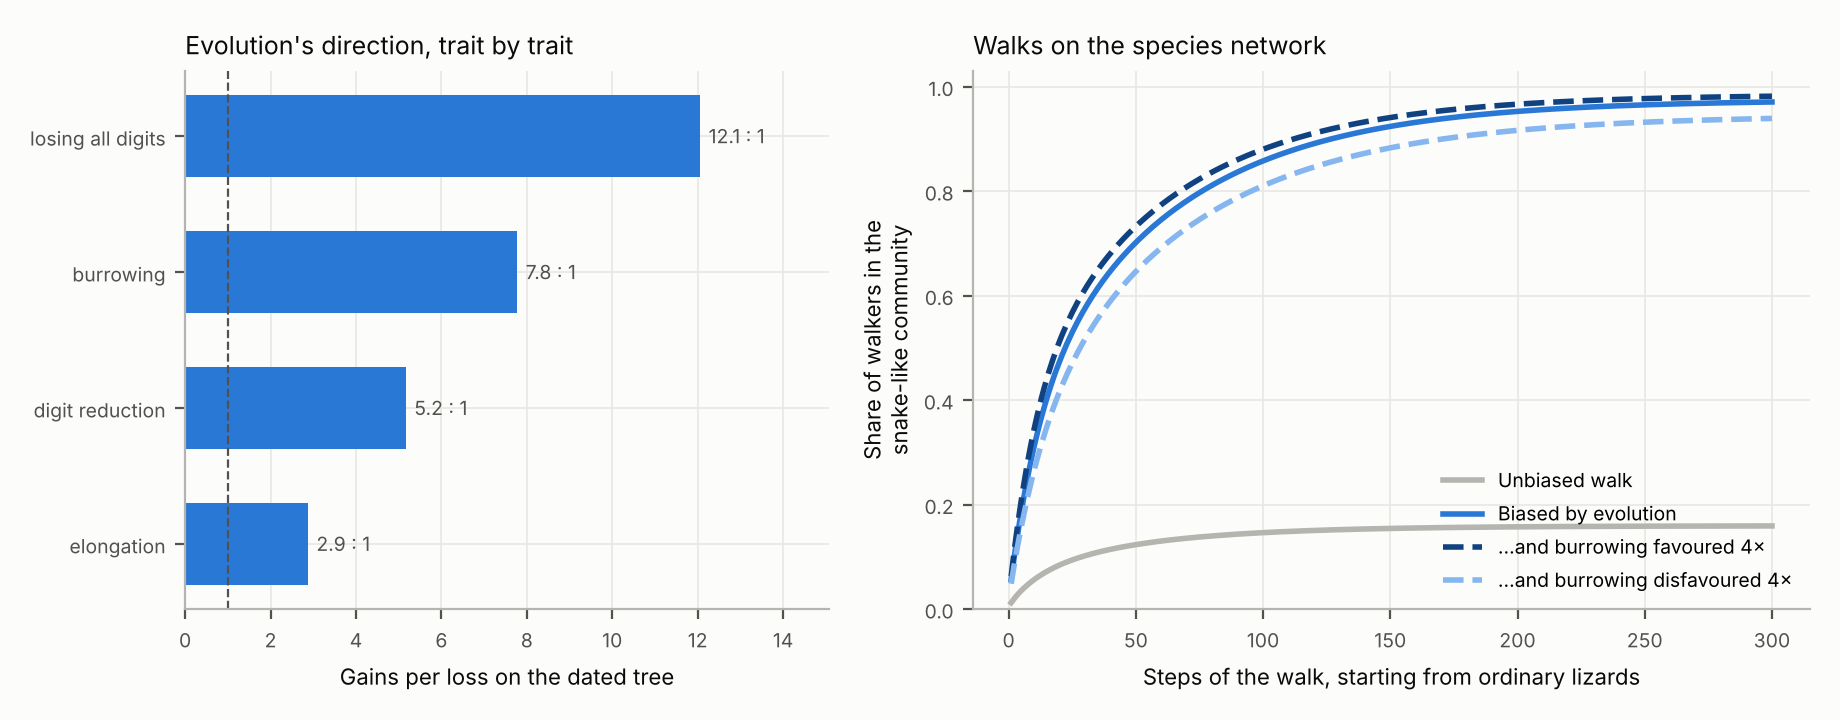 Evolution's direction, trait by trait
losing all digits
12.1 : 1
burrowing
7.8 : 1
digit reduction
5.2 : 1
elongation
2.9 : 1
0 2 4 6 8 10 12 14
Gains per loss on the dated tree
Walks on the species network
Share of walkers in the
snake-like community
1.0
0.8
0.6
0.4
0.2
0.0
Unbiased walk
Biased by evolution
...and burrowing favoured 4×
...and burrowing disfavoured 4×
0 50 100 150 200 250 300
Steps of the walk, starting from ordinary lizards